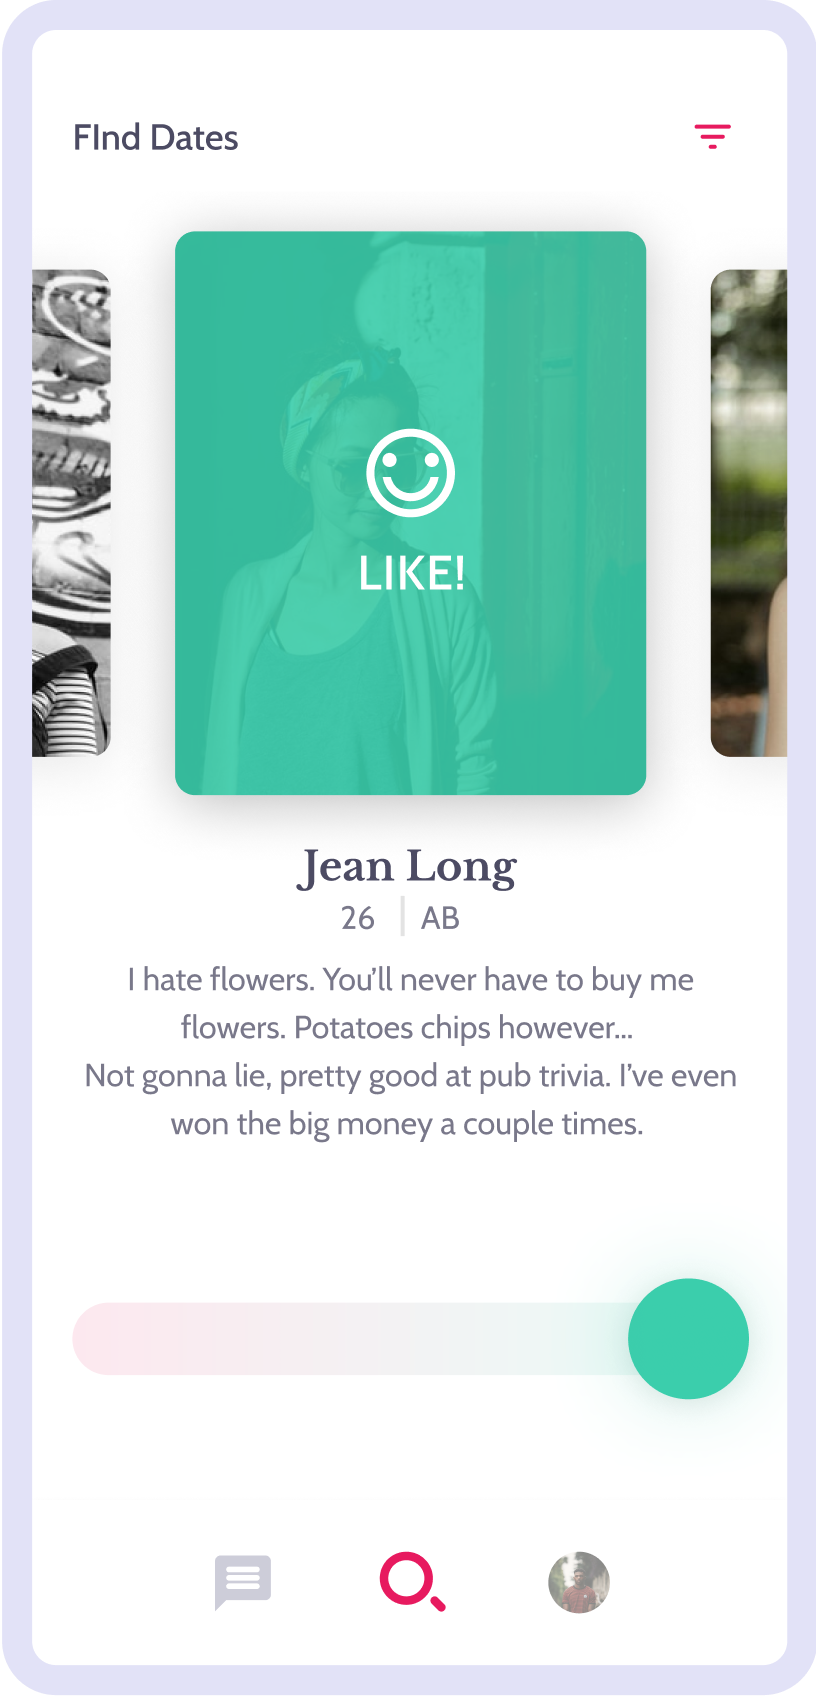 FInd Dates
LIKE!
Jean Long
26 | AB
I hate flowers. You’ll never have to buy me
flowers. Potatoes chips however...
Not gonna lie, pretty good at pub trivia. I’ve even
won the big money a couple times.